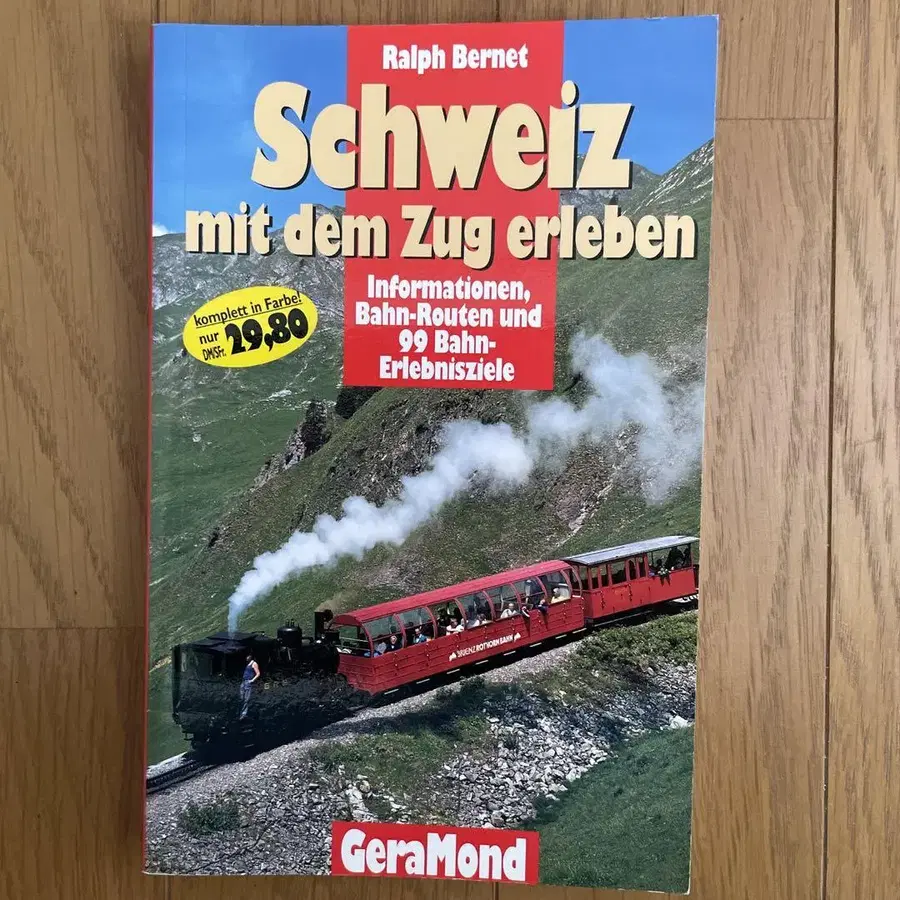 Ralph Bernet
Schweiz
mit dem Zug erleben
Informationen,
Bahn-Routen und
99 Bahn-
Erlebnisziele
komplett in Farbe!
nur
DM/SFr. 29,80
BRIENZ ROTHORN BAHN
GeraMond